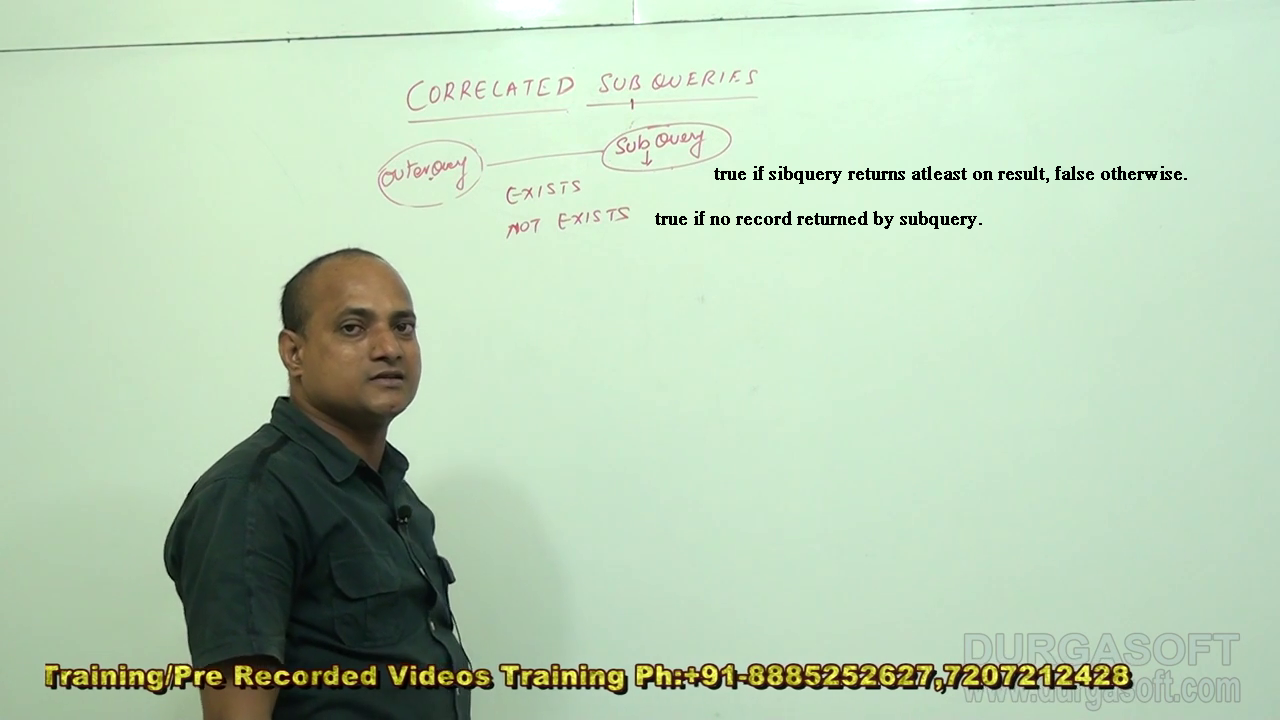 CORRELATED SUBQUERIES
outerQuery SubQuery
true if sibquery returns atleast on result, false otherwise.
EXISTS
NOT EXISTS true if no record returned by subquery.
DURGASOFT
Training/Pre Recorded Videos Training Ph:+91-8885252627,7207212428
www.durgasoft.com